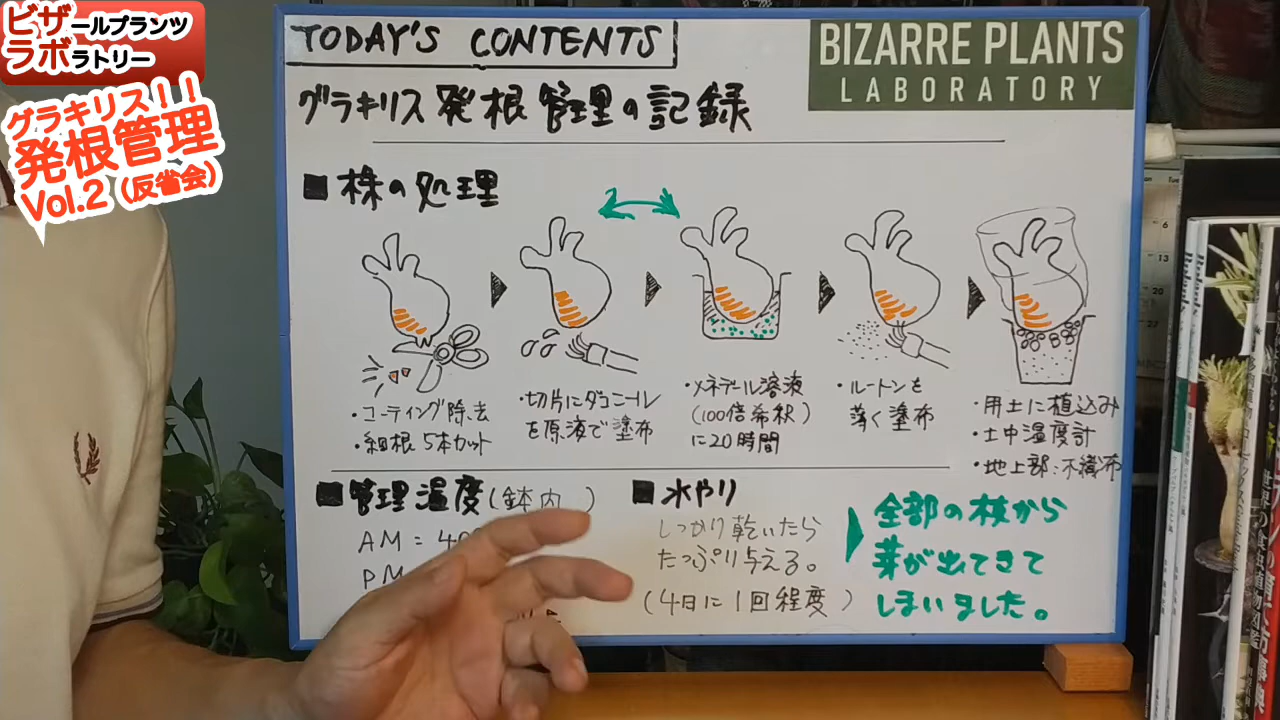 ビザールプランツ
ラボラトリー
グラキリス!!
発根管理
Vol.2(反省会)
TODAY'S CONTENTS
BIZARRE PLANTS
LABORATORY
グラキリス発根管理の記録
■株の処理
・コーティング除去
・細根5本カット
・切片にダコニール
を原液で塗布
・メネデール溶液
(100倍希釈)
に20時間
・ルートンを
薄く塗布
・用土に植込み
・土中温度計
・地上部:不織布
■管理温度(鉢内)
AM=40
PM
■水やり
しっかり乾いたら
たっぷり与える。
(4日に1回程度)
全部の株から
芽が出てきて
しまいました。